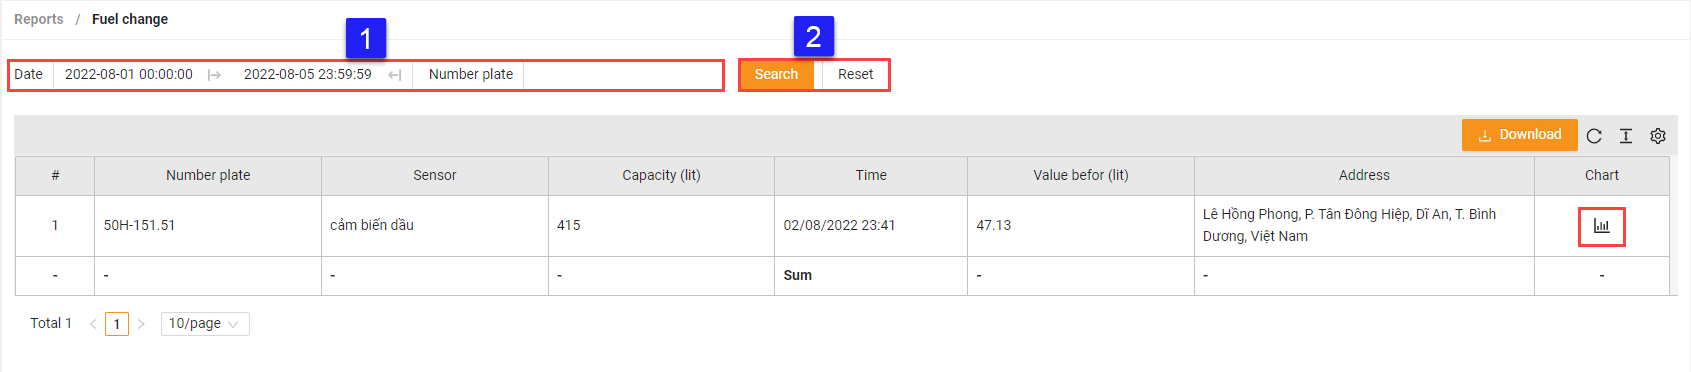 Reports / Fuel change
1
2
Date 2022-08-01 00:00:00 2022-08-05 23:59:59 Number plate Search Reset
Download
# Number plate Sensor Capacity (lit) Time Value befor (lit) Address Chart
1 50H-151.51 cảm biến dầu 415 02/08/2022 23:41 47.13 Lê Hồng Phong, P. Tân Đông Hiệp, Dĩ An, T. Bình
Dương, Việt Nam
- - - - Sum - - -
Total 1 < 1 > 10/page